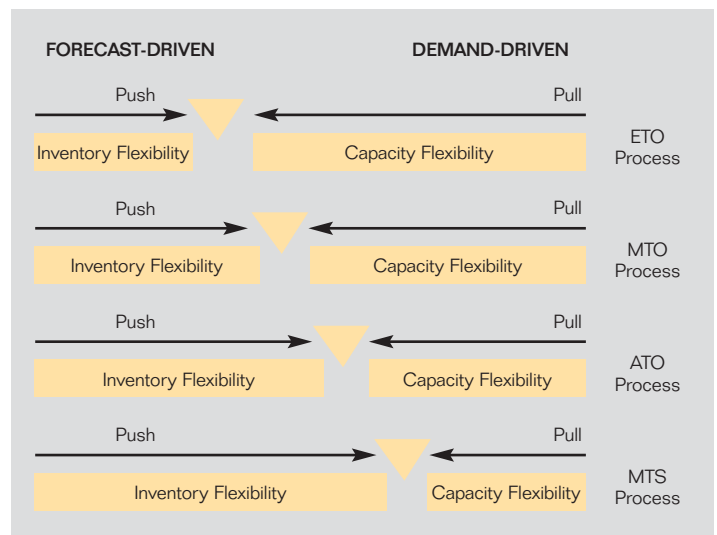 FORECAST-DRIVEN
DEMAND-DRIVEN
Push
Pull
Inventory Flexibility
Capacity Flexibility
ETO
Process
Push
Pull
Inventory Flexibility
Capacity Flexibility
MTO
Process
Push
Pull
Inventory Flexibility
Capacity Flexibility
ATO
Process
Push
Pull
Inventory Flexibility
Capacity Flexibility
MTS
Process